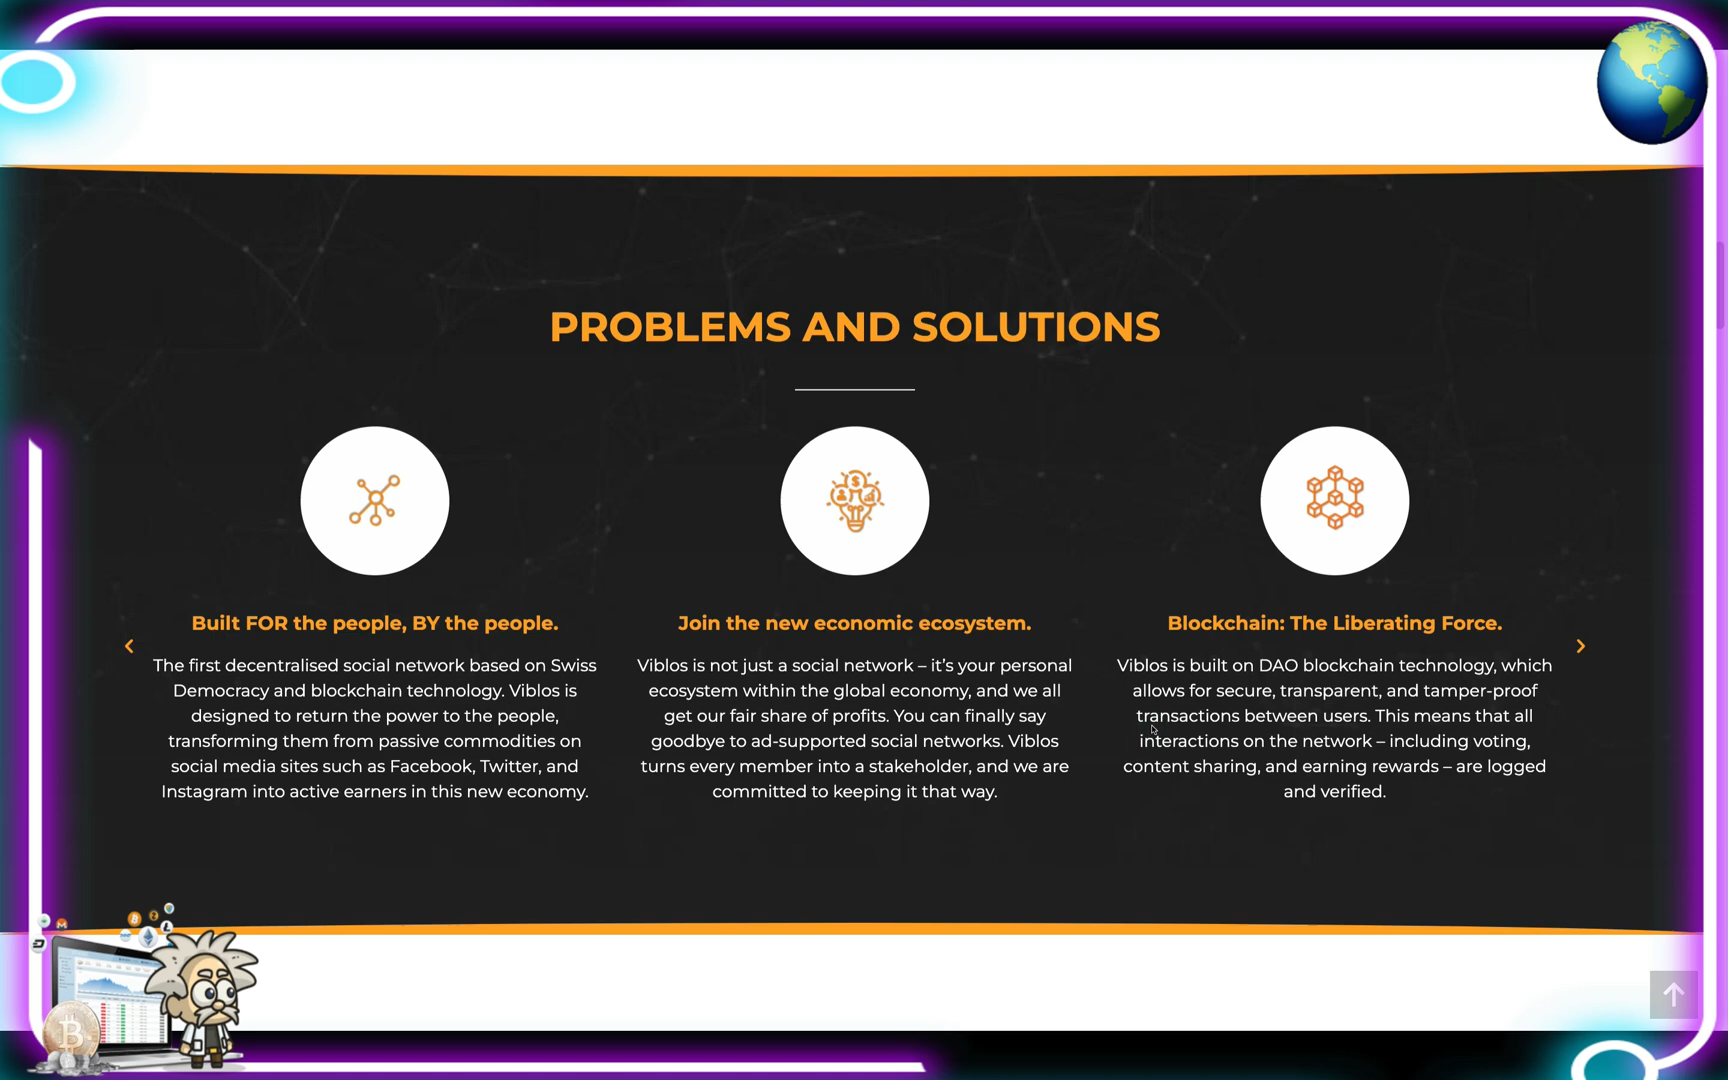 PROBLEMS AND SOLUTIONS
Built FOR the people, BY the people.
The first decentralised social network based on Swiss
Democracy and blockchain technology. Viblos is
designed to return the power to the people,
transforming them from passive commodities on
social media sites such as Facebook, Twitter, and
Instagram into active earners in this new economy.
Join the new economic ecosystem.
Viblos is not just a social network – it's your personal
ecosystem within the global economy, and we all
get our fair share of profits. You can finally say
goodbye to ad-supported social networks. Viblos
turns every member into a stakeholder, and we are
committed to keeping it that way.
Blockchain: The Liberating Force.
Viblos is built on DAO blockchain technology, which
allows for secure, transparent, and tamper-proof
transactions between users. This means that all
interactions on the network – including voting,
content sharing, and earning rewards – are logged
and verified.